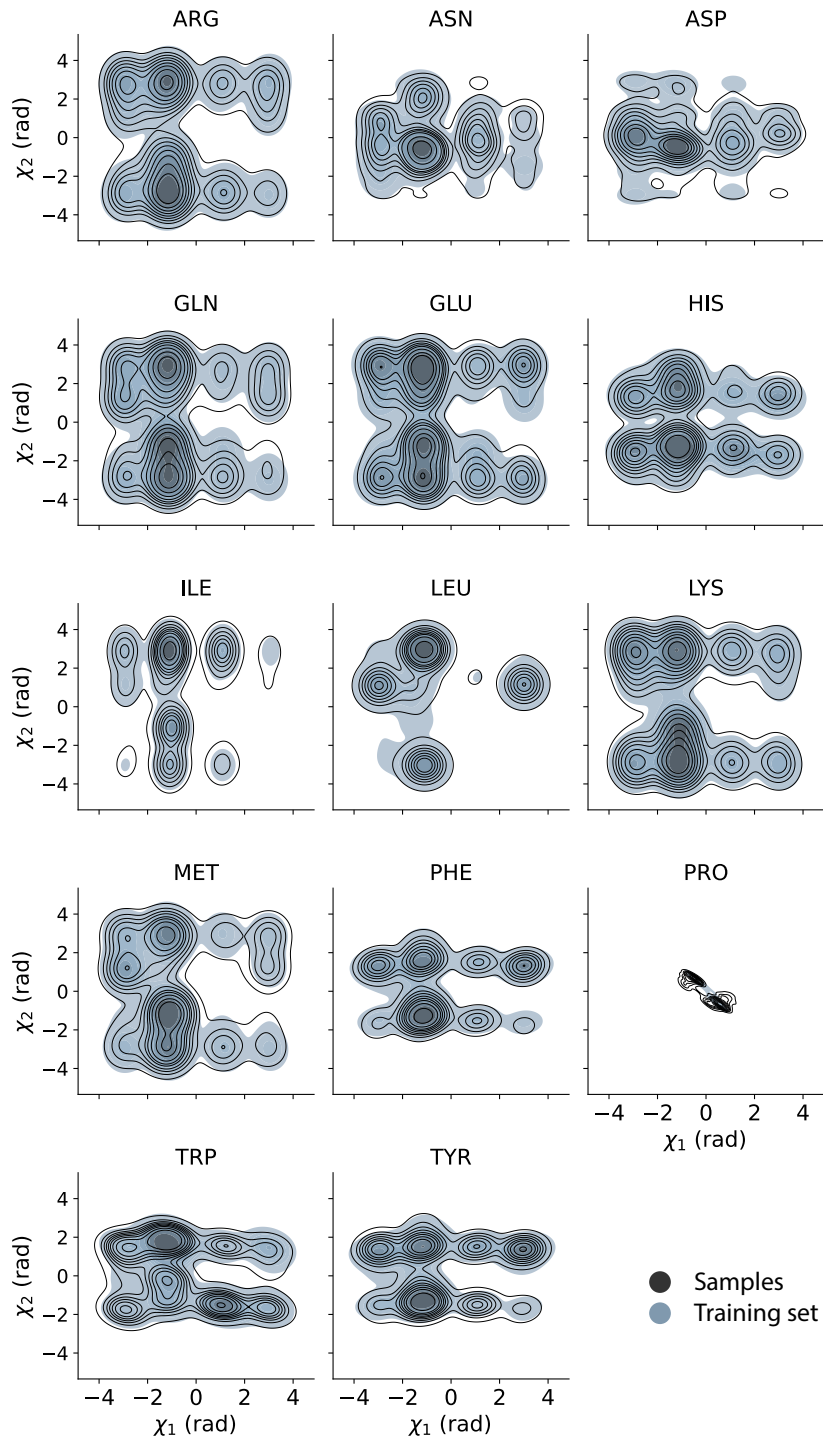 ARG ASN ASP
4
2
0
−2
−4
χ₂ (rad)
GLN GLU HIS
4
2
0
−2
−4
χ₂ (rad)
ILE LEU LYS
4
2
0
−2
−4
χ₂ (rad)
MET PHE PRO
4
2
0
−2
−4
χ₂ (rad)
−4 −2 0 2 4
χ₁ (rad)
TRP TYR
4
2
0
−2
−4
χ₂ (rad)
Samples
Training set
−4 −2 0 2 4 −4 −2 0 2 4
χ₁ (rad) χ₁ (rad)